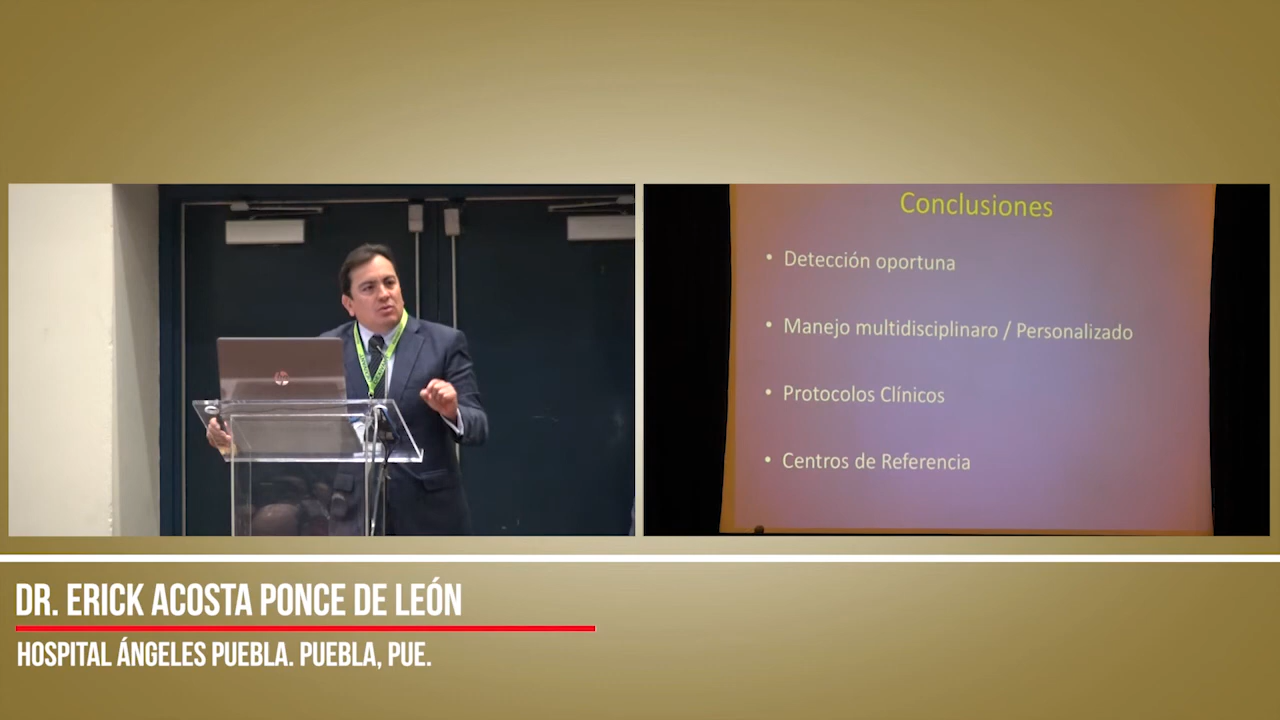 Conclusiones
• Detección oportuna
• Manejo multidisciplinaro / Personalizado
• Protocolos Clínicos
• Centros de Referencia
DR. ERICK ACOSTA PONCE DE LEÓN
HOSPITAL ÁNGELES PUEBLA. PUEBLA, PUE.